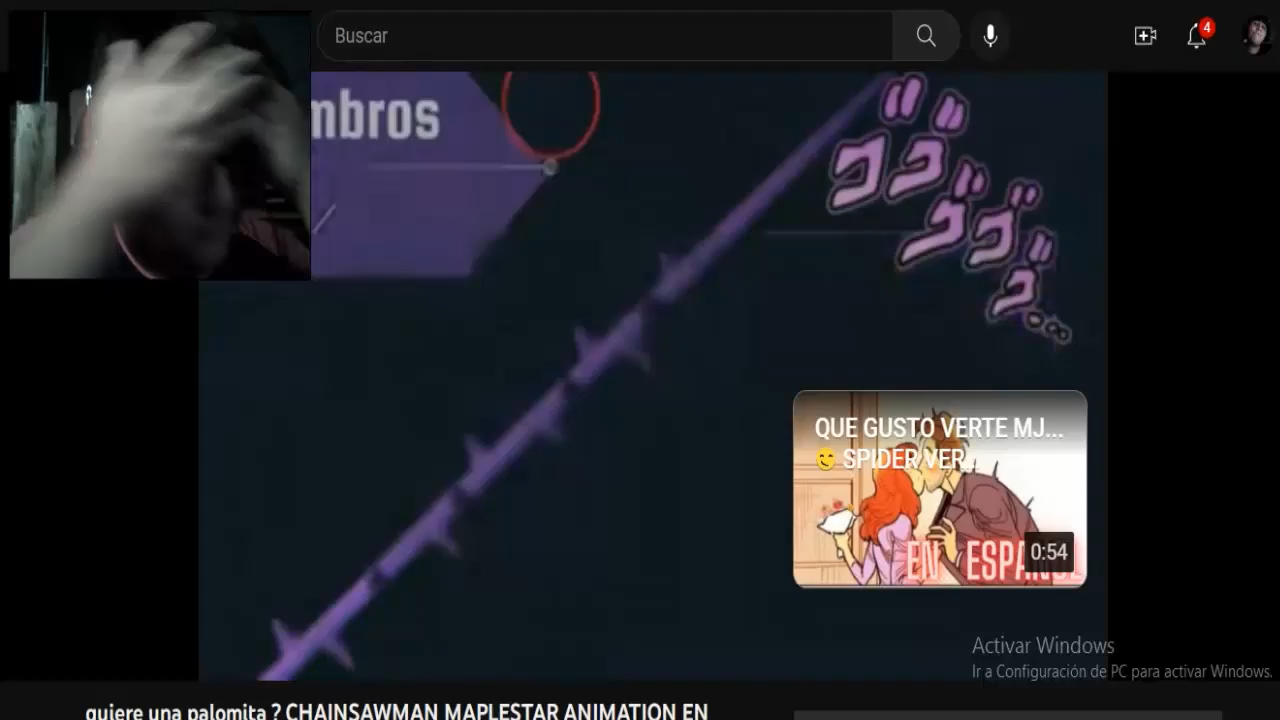 Buscar
4
mbros
ゴゴゴゴゴ...
QUE GUSTO VERTE MJ...
😉 SPIDER VER...
EN ESPAÑOL
0:54
Activar Windows
Ir a Configuración de PC para activar Windows.
quiere una palomita ? CHAINSAWMAN MAPLESTAR ANIMATION EN